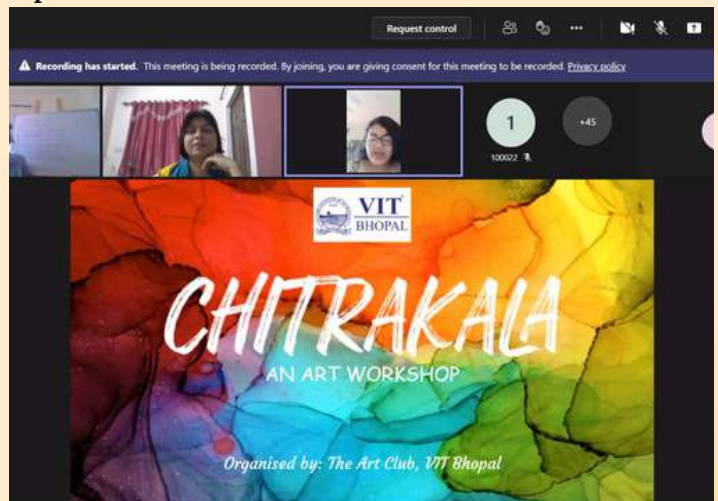 Request control
Recording has started. This meeting is being recorded. By joining, you are giving consent for this meeting to be recorded. Privacy policy
1
+45
100022
VIT
BHOPAL
CHITRAKALA
AN ART WORKSHOP
Organised by: The Art Club, VIT Bhopal